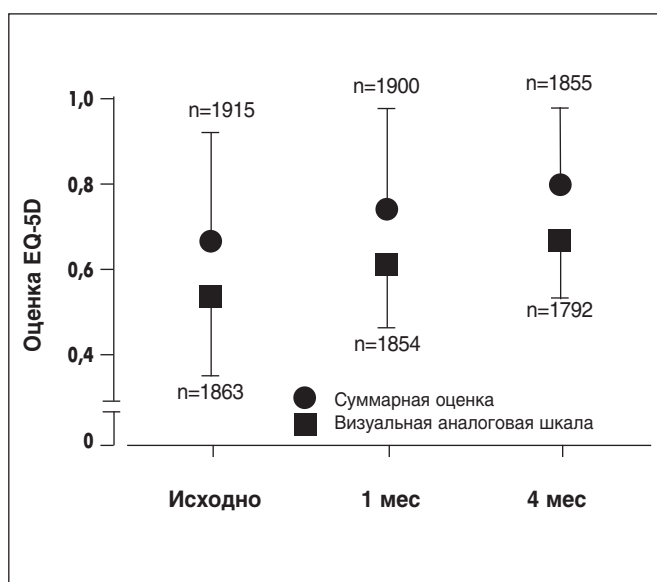 n=1915
n=1900
n=1855
1,0
0,8
0,6
0,4
0
Оценка EQ-5D
n=1863
n=1854
n=1792
Суммарная оценка
Визуальная аналоговая шкала
Исходно
1 мес
4 мес